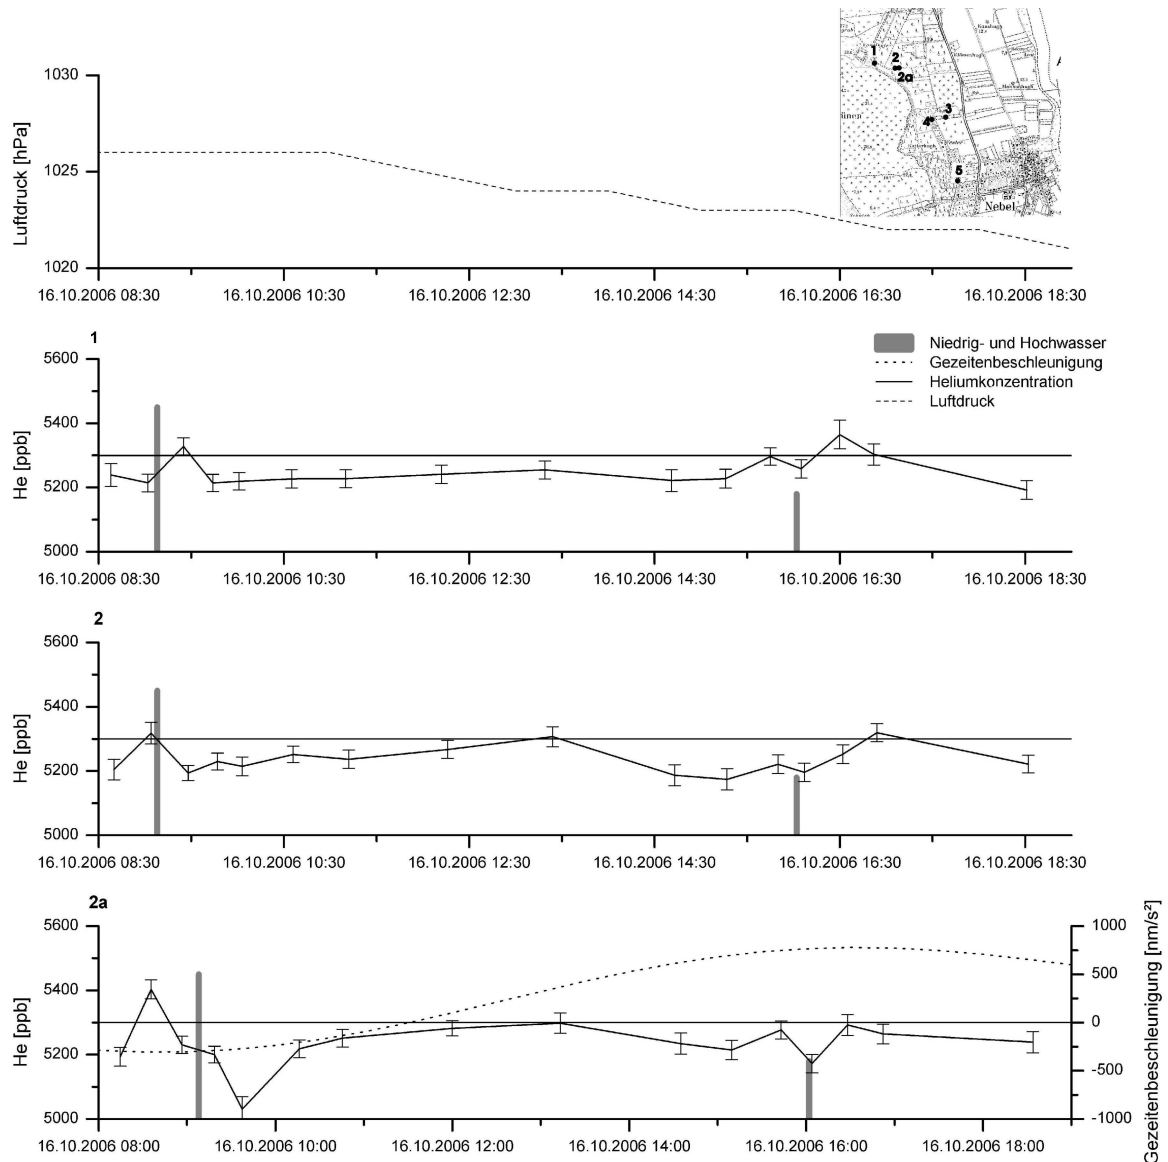 1030
1025
1020
Luftdruck [hPa]
16.10.2006 08:30 16.10.2006 10:30 16.10.2006 12:30 16.10.2006 14:30 16.10.2006 16:30 16.10.2006 18:30
1
2
2a
3
4
5
Nebel
1
Niedrig- und Hochwasser
Gezeitenbeschleunigung
Heliumkonzentration
Luftdruck
5600
5400
5200
5000
He [ppb]
16.10.2006 08:30 16.10.2006 10:30 16.10.2006 12:30 16.10.2006 14:30 16.10.2006 16:30 16.10.2006 18:30
2
5600
5400
5200
5000
He [ppb]
16.10.2006 08:30 16.10.2006 10:30 16.10.2006 12:30 16.10.2006 14:30 16.10.2006 16:30 16.10.2006 18:30
2a
5600
5400
5200
5000
He [ppb]
1000
500
0
-500
-1000
Gezeitenbeschleunigung [nm/s²]
16.10.2006 08:00 16.10.2006 10:00 16.10.2006 12:00 16.10.2006 14:00 16.10.2006 16:00 16.10.2006 18:00